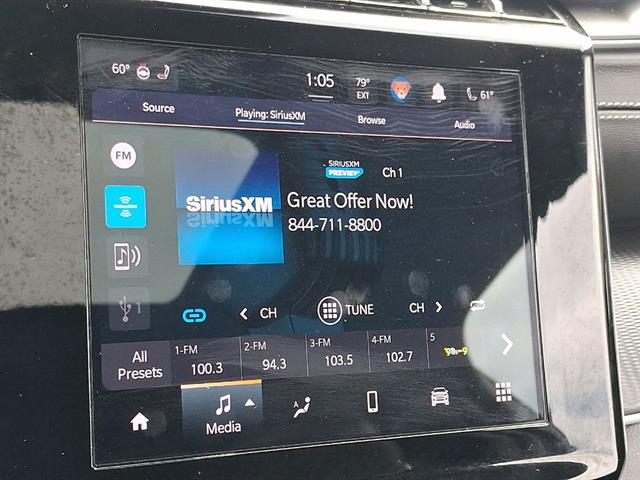 60°
1:05
79°
EXT
61°
Source
Playing: SiriusXM
Browse
Audio
FM
SIRIUSXM
PREVIEW
Ch 1
SiriusXM
Great Offer Now!
844-711-8800
1
CH
TUNE
CH
All
Presets
1-FM
100.3
2-FM
94.3
3-FM
103.5
4-FM
102.7
5
A
Media